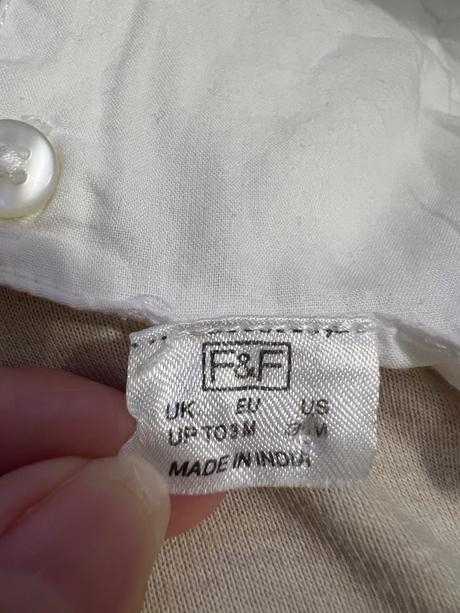 F&F
UK EU US
UP TO 3 M M
MADE IN INDIA